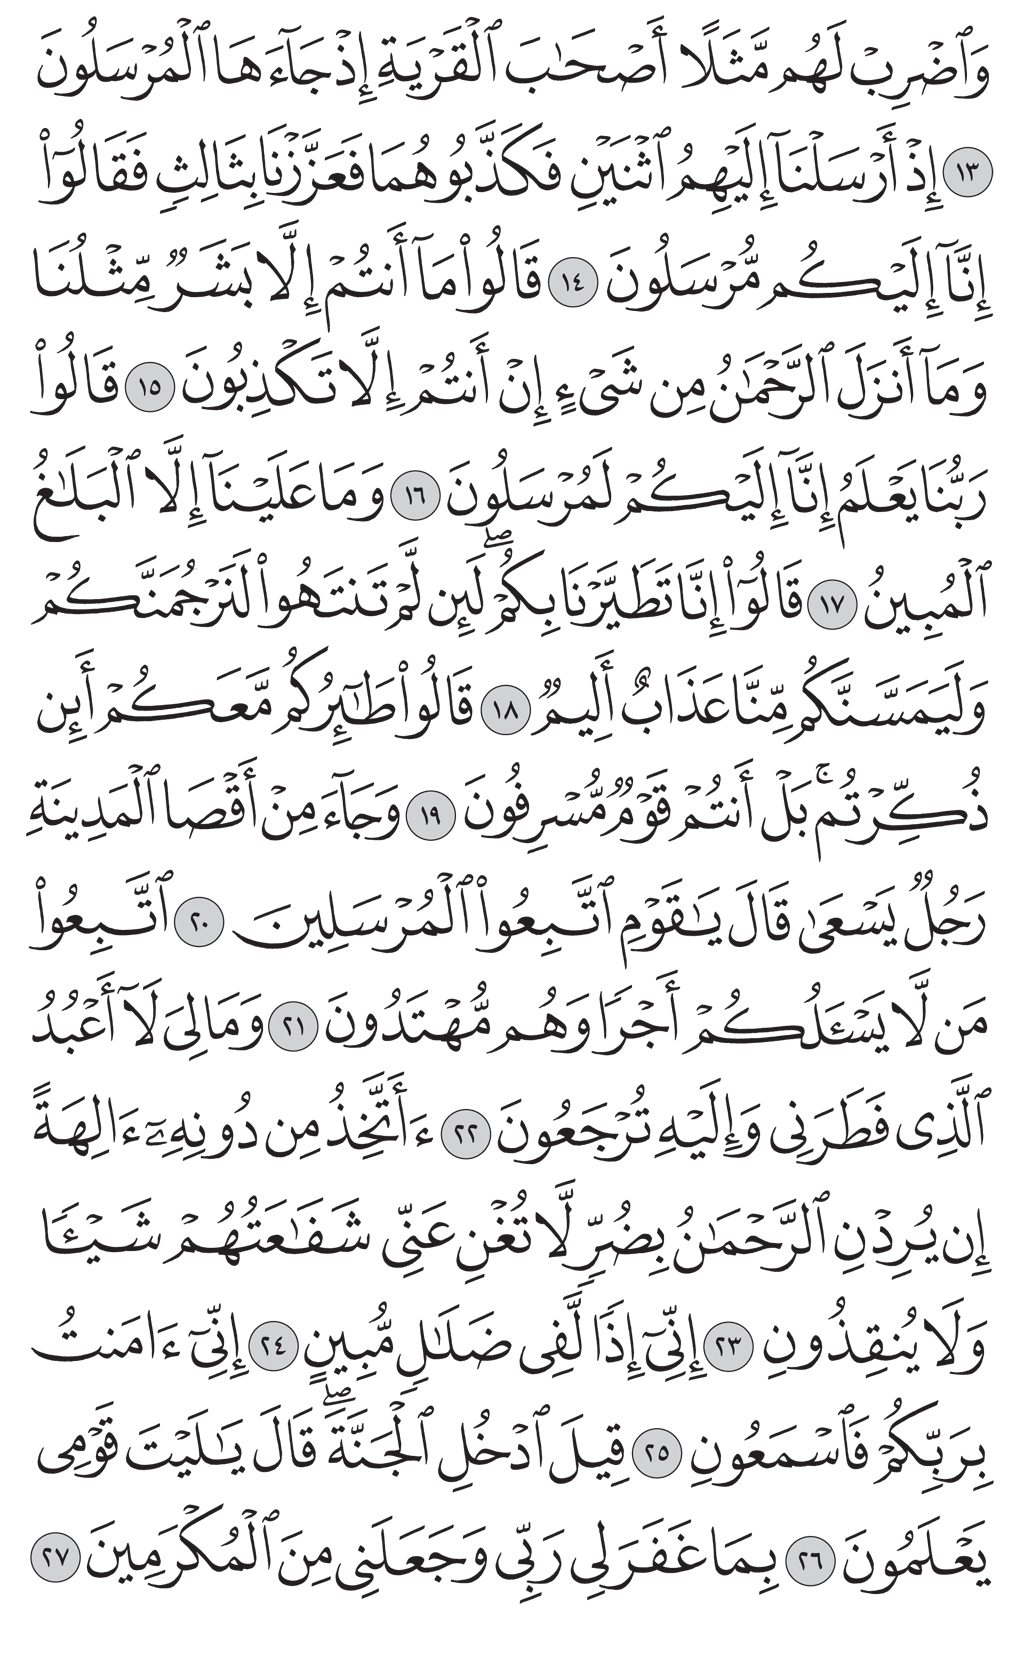 وَٱضْرِبْ لَهُم مَّثَلًا أَصْحَٰبَ ٱلْقَرْيَةِ إِذْ جَآءَهَا ٱلْمُرْسَلُونَ
١٣ إِذْ أَرْسَلْنَآ إِلَيْهِمُ ٱثْنَيْنِ فَكَذَّبُوهُمَا فَعَزَّزْنَا بِثَالِثٍ فَقَالُوٓا۟
إِنَّآ إِلَيْكُم مُّرْسَلُونَ ١٤ قَالُوا۟ مَآ أَنتُمْ إِلَّا بَشَرٌ مِّثْلُنَا
وَمَآ أَنزَلَ ٱلرَّحْمَٰنُ مِن شَىْءٍ إِنْ أَنتُمْ إِلَّا تَكْذِبُونَ ١٥ قَالُوا۟
رَبُّنَا يَعْلَمُ إِنَّآ إِلَيْكُمْ لَمُرْسَلُونَ ١٦ وَمَا عَلَيْنَآ إِلَّا ٱلْبَلَٰغُ
ٱلْمُبِينُ ١٧ قَالُوٓا۟ إِنَّا تَطَيَّرْنَا بِكُمْ ۖ لَئِن لَّمْ تَنتَهُوا۟ لَنَرْجُمَنَّكُمْ
وَلَيَمَسَّنَّكُم مِّنَّا عَذَابٌ أَلِيمٌ ١٨ قَالُوا۟ طَٰٓئِرُكُم مَّعَكُمْ أَئِن
ذُكِّرْتُم ۚ بَلْ أَنتُمْ قَوْمٌ مُّسْرِفُونَ ١٩ وَجَآءَ مِنْ أَقْصَا ٱلْمَدِينَةِ
رَجُلٌ يَسْعَىٰ قَالَ يَٰقَوْمِ ٱتَّبِعُوا۟ ٱلْمُرْسَلِينَ ٢٠ ٱتَّبِعُوا۟
مَن لَّا يَسْـَٔلُكُمْ أَجْرًا وَهُم مُّهْتَدُونَ ٢١ وَمَا لِىَ لَآ أَعْبُدُ
ٱلَّذِى فَطَرَنِى وَإِلَيْهِ تُرْجَعُونَ ٢٢ ءَأَتَّخِذُ مِن دُونِهِۦٓ ءَالِهَةً
إِن يُرِدْنِ ٱلرَّحْمَٰنُ بِضُرٍّ لَّا تُغْنِ عَنِّى شَفَٰعَتُهُمْ شَيْـًٔا
وَلَا يُنقِذُونِ ٢٣ إِنِّىٓ إِذًا لَّفِى ضَلَٰلٍ مُّبِينٍ ٢٤ إِنِّىٓ ءَامَنتُ
بِرَبِّكُمْ فَٱسْمَعُونِ ٢٥ قِيلَ ٱدْخُلِ ٱلْجَنَّةَ ۖ قَالَ يَٰلَيْتَ قَوْمِى
يَعْلَمُونَ ٢٦ بِمَا غَفَرَ لِى رَبِّى وَجَعَلَنِى مِنَ ٱلْمُكْرَمِينَ ٢٧